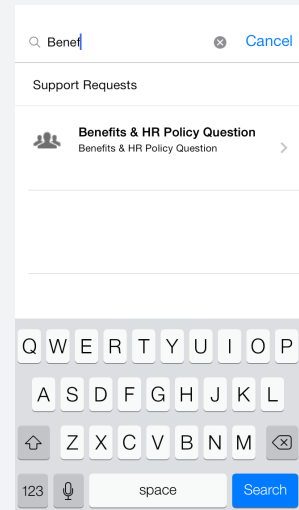 Benef Cancel
Support Requests
Benefits & HR Policy Question
Benefits & HR Policy Question
Q W E R T Y U I O P
A S D F G H J K L
Z X C V B N M
123 space Search